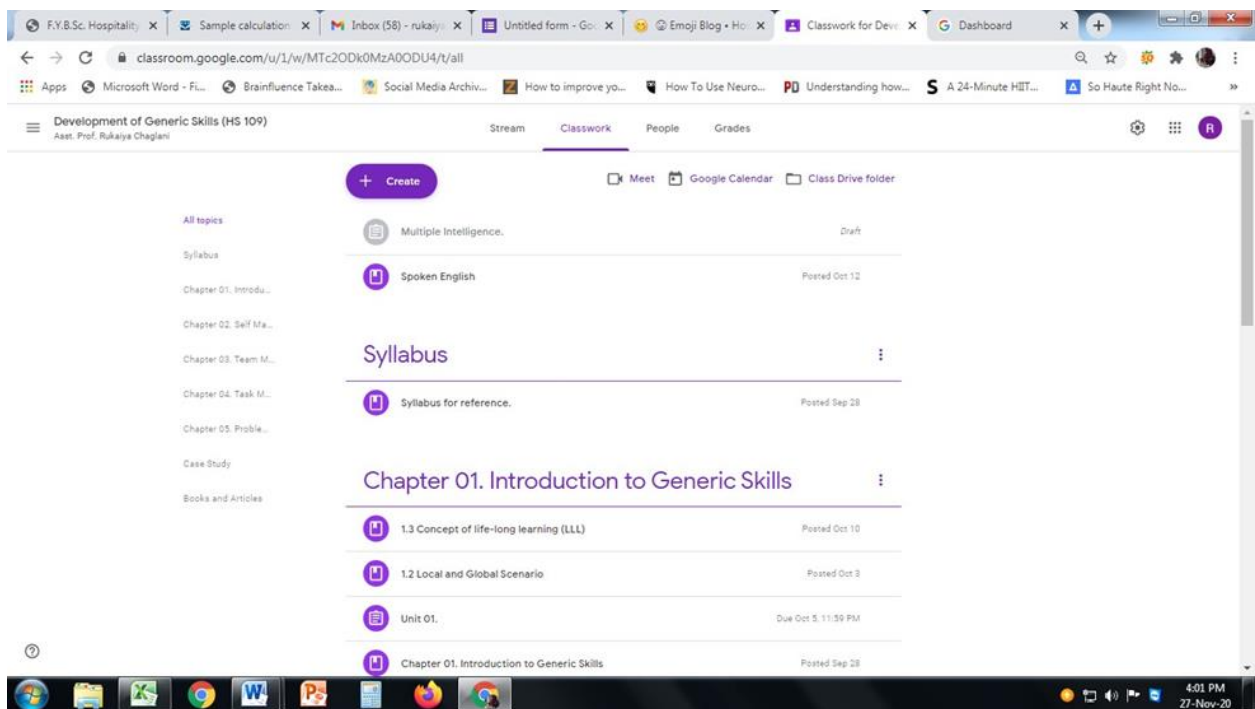 F.Y.B.Sc. Hospitality
Sample calculation
Inbox (58) - rukaiya
Untitled form - Goo
Emoji Blog • Ho
Classwork for Deve
Dashboard
classroom.google.com/u/1/w/MTc2ODk0MzA0ODU4/t/all
Apps
Microsoft Word - Fi...
Brainfluence Takea...
Social Media Archiv...
How to improve yo...
How To Use Neuro...
Understanding how...
A 24-Minute HIIT...
So Haute Right No...
Development of Generic Skills (HS 109)
Asst. Prof. Rukaiya Chaglani
Stream
Classwork
People
Grades
R
+ Create
Meet
Google Calendar
Class Drive folder
All topics
Syllabus
Chapter 01. Introdu...
Chapter 02. Self Ma...
Chapter 03. Team M...
Chapter 04. Task M...
Chapter 05. Proble...
Case Study
Books and Articles
Multiple Intelligence.
Draft
Spoken English
Posted Oct 12
Syllabus
Syllabus for reference.
Posted Sep 28
Chapter 01. Introduction to Generic Skills
1.3 Concept of life-long learning (LLL)
Posted Oct 10
1.2 Local and Global Scenario
Posted Oct 3
Unit 01.
Due Oct 5, 11:59 PM
Chapter 01. Introduction to Generic Skills
Posted Sep 28
4:01 PM
27-Nov-20